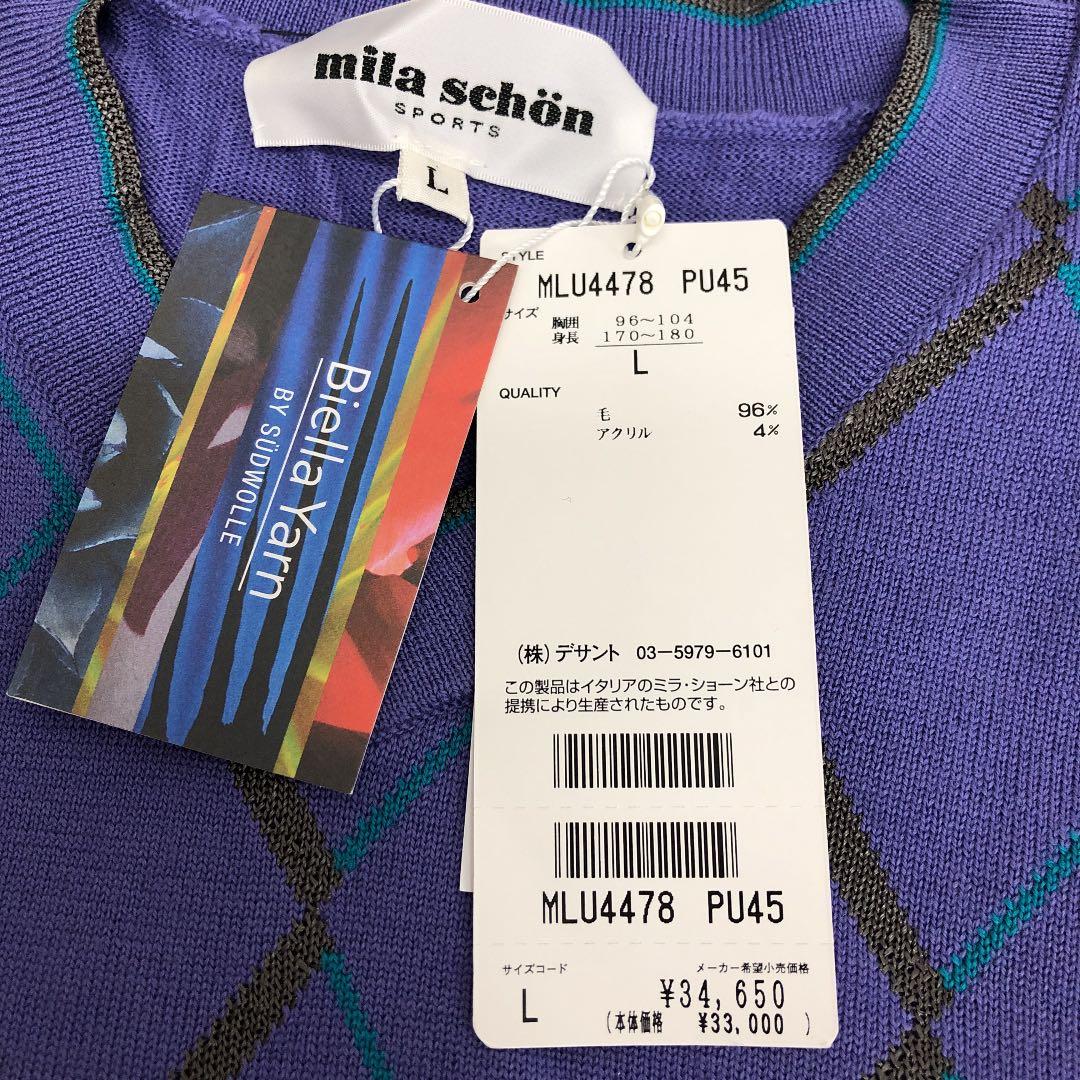 mila schön
SPORTS
L
Biella Yarn
BY SÜDWOLLE
STYLE
MLU4478 PU45
サイズ
胸囲 96～104
身長 170～180
L
QUALITY
毛 96%
アクリル 4%
(株)デサント 03-5979-6101
この製品はイタリアのミラ・ショーン社との
提携により生産されたものです。
MLU4478 PU45
サイズコード メーカー希望小売価格
L ¥34,650
(本体価格 ¥33,000 )